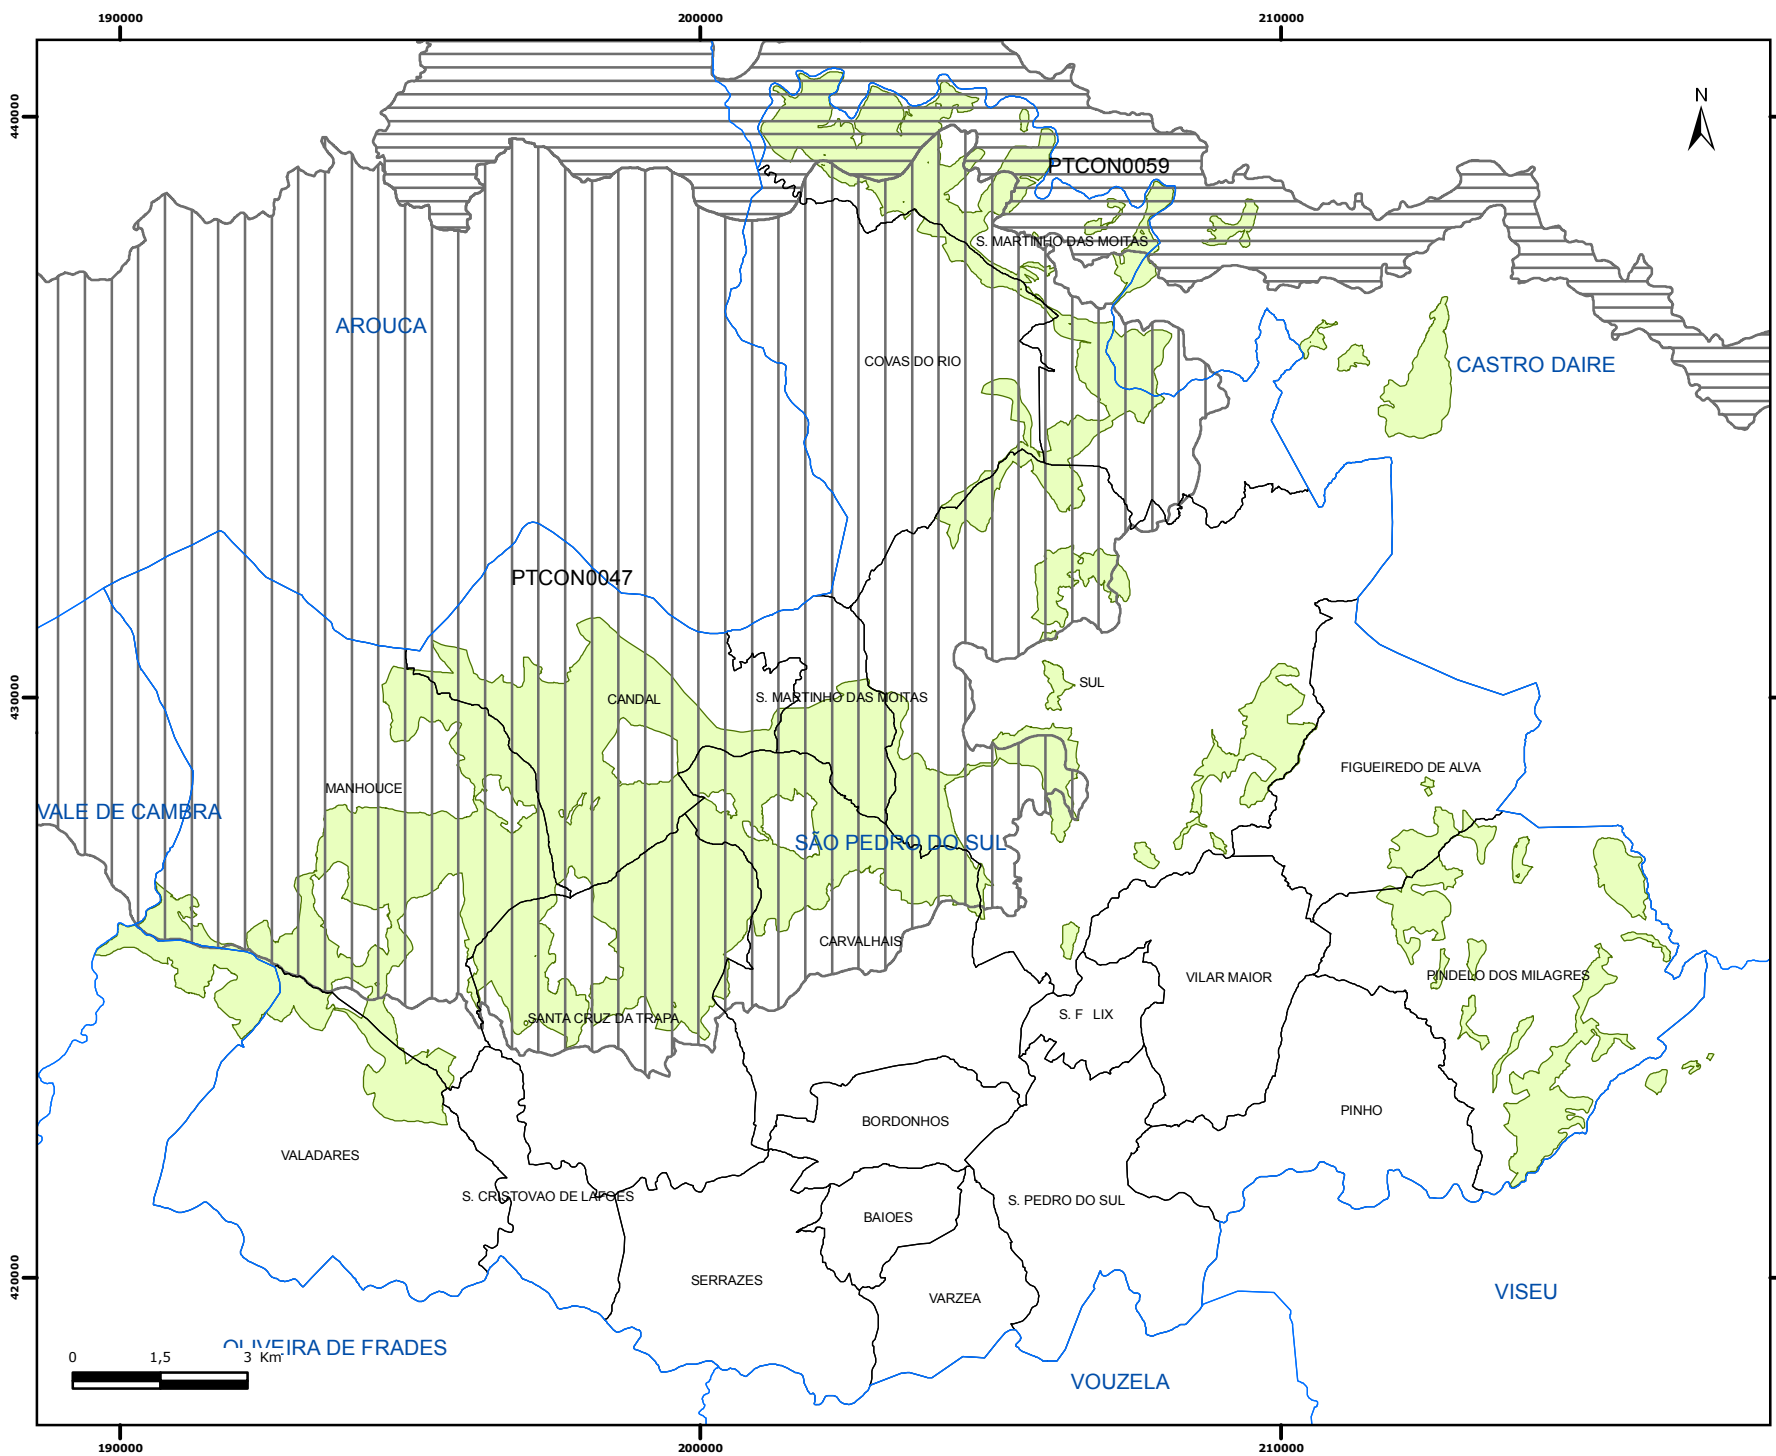 190000
200000
210000
440000
N
PTCON0059
S. MARTINHO DAS MOITAS
AROUCA
COVAS DO RIO
CASTRO DAIRE
PTCON0047
430000
CANDAL
S. MARTINHO DAS MOITAS
SUL
MANHOUCE
FIGUEIREDO DE ALVA
VALE DE CAMBRA
SÃO PEDRO DO SUL
CARVALHAIS
VILAR MAIOR
PINDELO DOS MILAGRES
SANTA CRUZ DA TRAPA
S. F LIX
BORDONHOS
PINHO
VALADARES
S. CRISTOVAO DE LAFOES
S. PEDRO DO SUL
BAIOES
420000
SERRAZES
VARZEA
VISEU
OLIVEIRA DE FRADES
0 1,5 3 Km
VOUZELA
190000
200000
210000